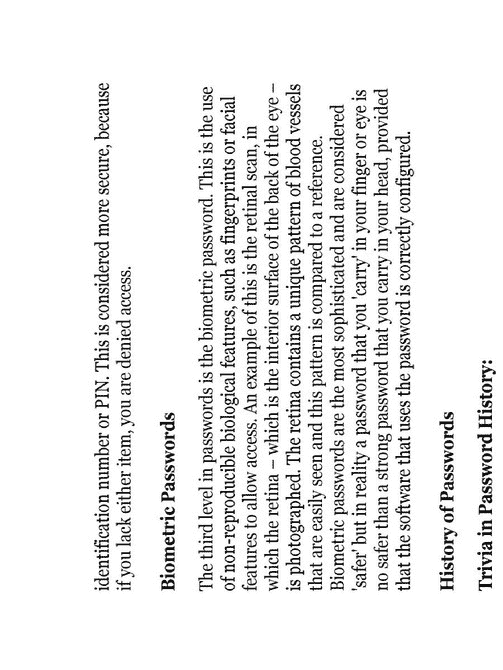 identification number or PIN. This is considered more secure, because
if you lack either item, you are denied access.
Biometric Passwords
The third level in passwords is the biometric password. This is the use
of non-reproducible biological features, such as fingerprints or facial
features to allow access. An example of this is the retinal scan, in
which the retina – which is the interior surface of the back of the eye –
is photographed. The retina contains a unique pattern of blood vessels
that are easily seen and this pattern is compared to a reference.
Biometric passwords are the most sophisticated and are considered
'safer' but in reality a password that you 'carry' in your finger or eye is
no safer than a strong password that you carry in your head, provided
that the software that uses the password is correctly configured.
History of Passwords
Trivia in Password History: